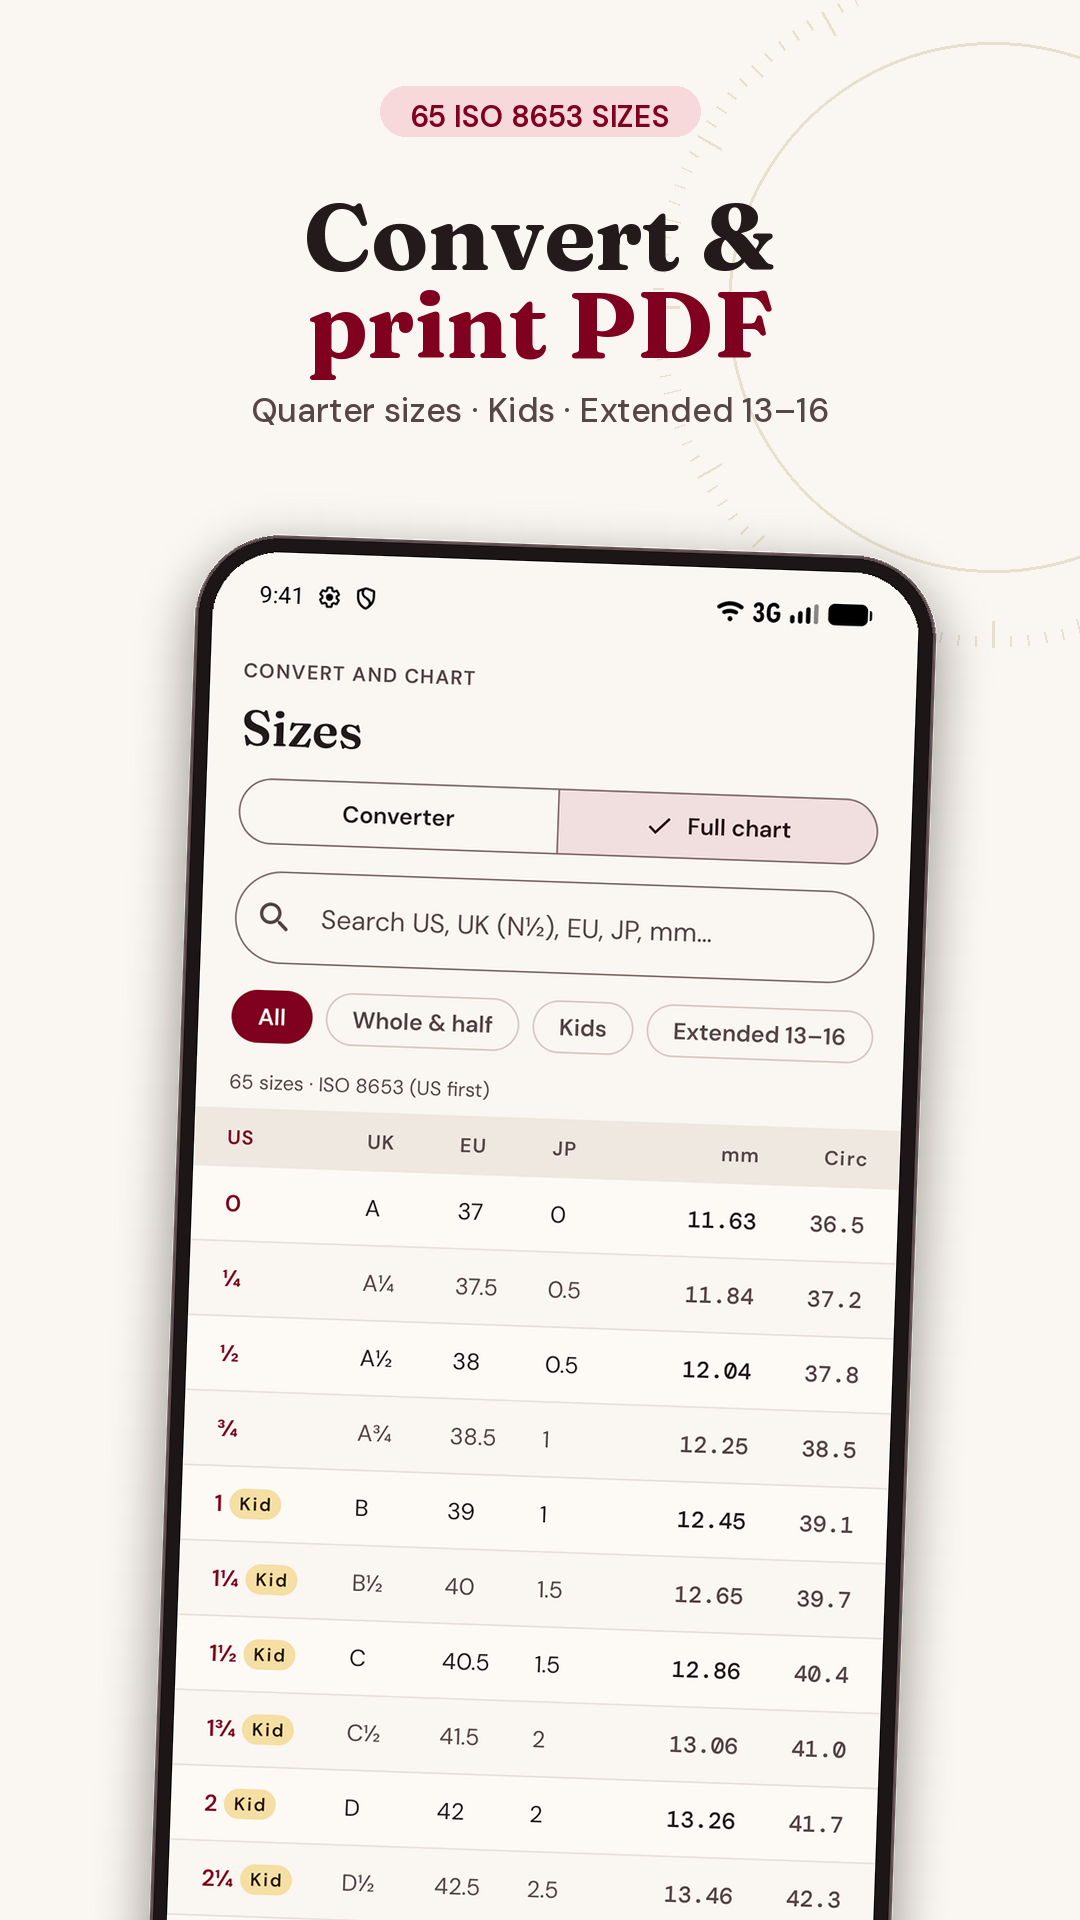 65 ISO 8653 SIZES
Convert &
print PDF
Quarter sizes · Kids · Extended 13–16
9:41 3G
CONVERT AND CHART
Sizes
Converter Full chart
Search US, UK (N½), EU, JP, mm...
All Whole & half Kids Extended 13–16
65 sizes · ISO 8653 (US first)
US UK EU JP mm Circ
0 A 37 0 11.63 36.5
¼ A¼ 37.5 0.5 11.84 37.2
½ A½ 38 0.5 12.04 37.8
¾ A¾ 38.5 1 12.25 38.5
1 Kid B 39 1 12.45 39.1
1¼ Kid B½ 40 1.5 12.65 39.7
1½ Kid C 40.5 1.5 12.86 40.4
1¾ Kid C½ 41.5 2 13.06 41.0
2 Kid D 42 2 13.26 41.7
2¼ Kid D½ 42.5 2.5 13.46 42.3